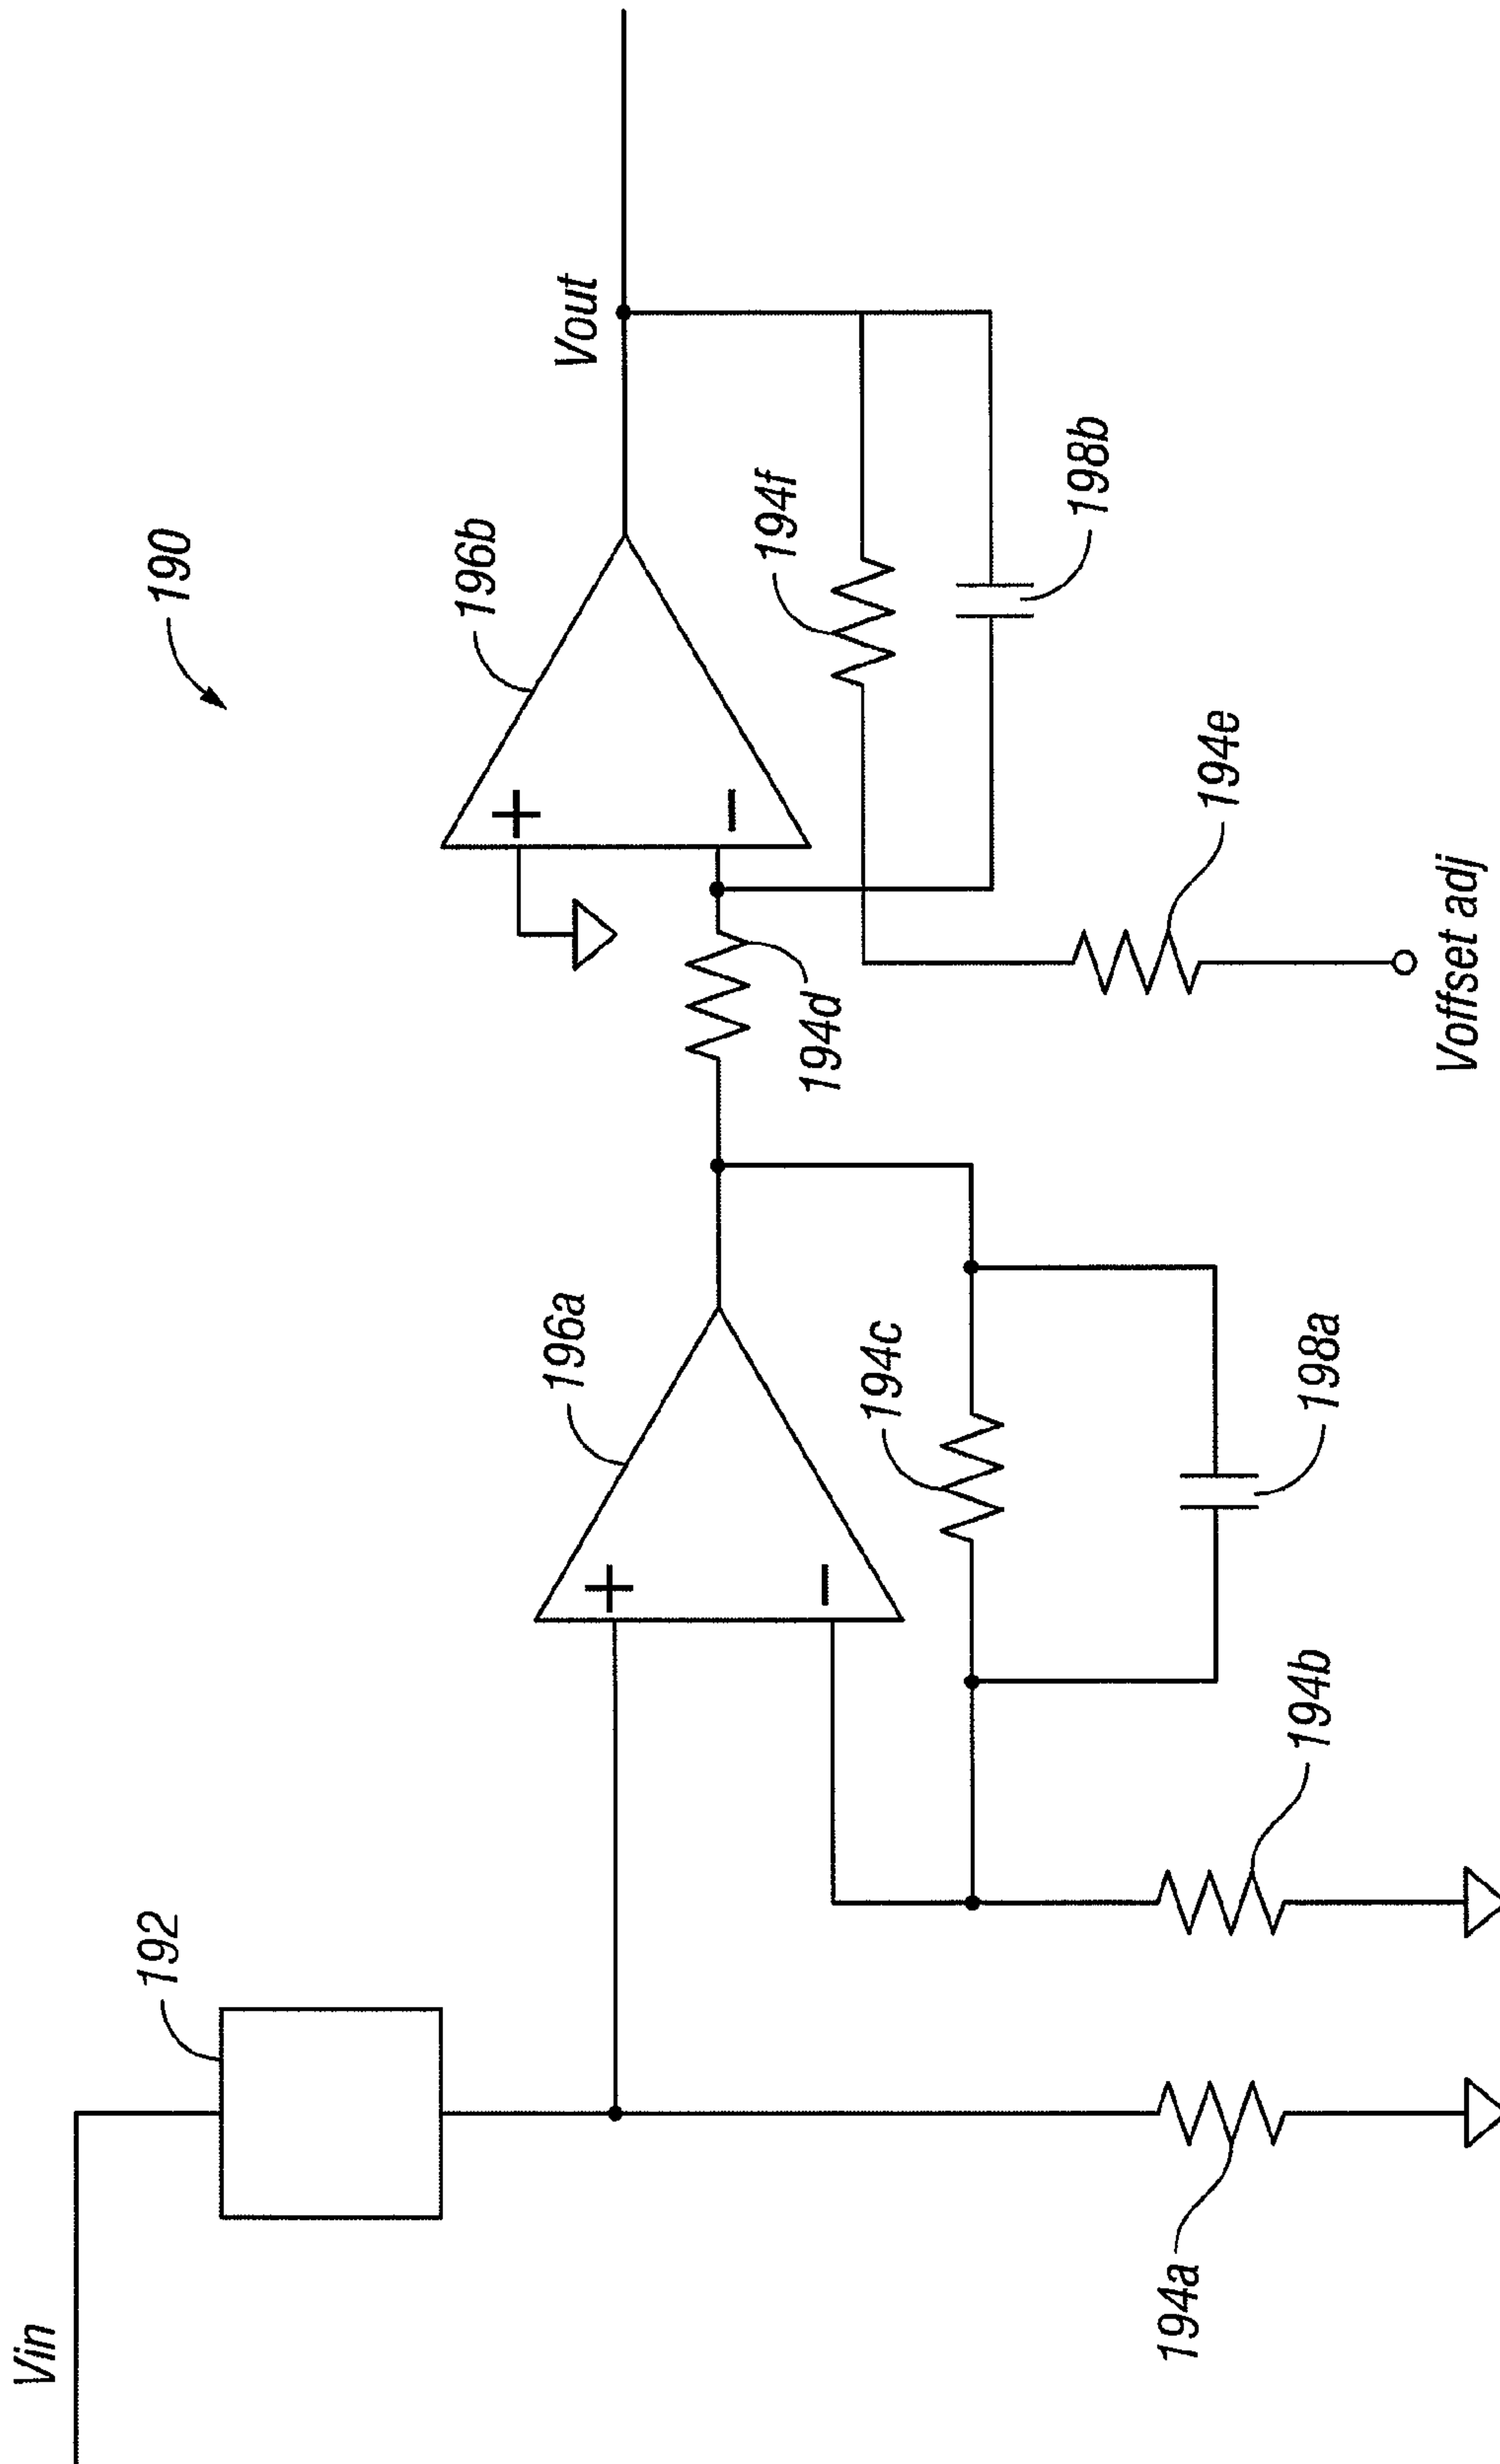 190
Vin
192
196a
196b
Vout
+
−
+
−
194d
194c
194f
198a
198b
194b
194e
194a
Voffset adj